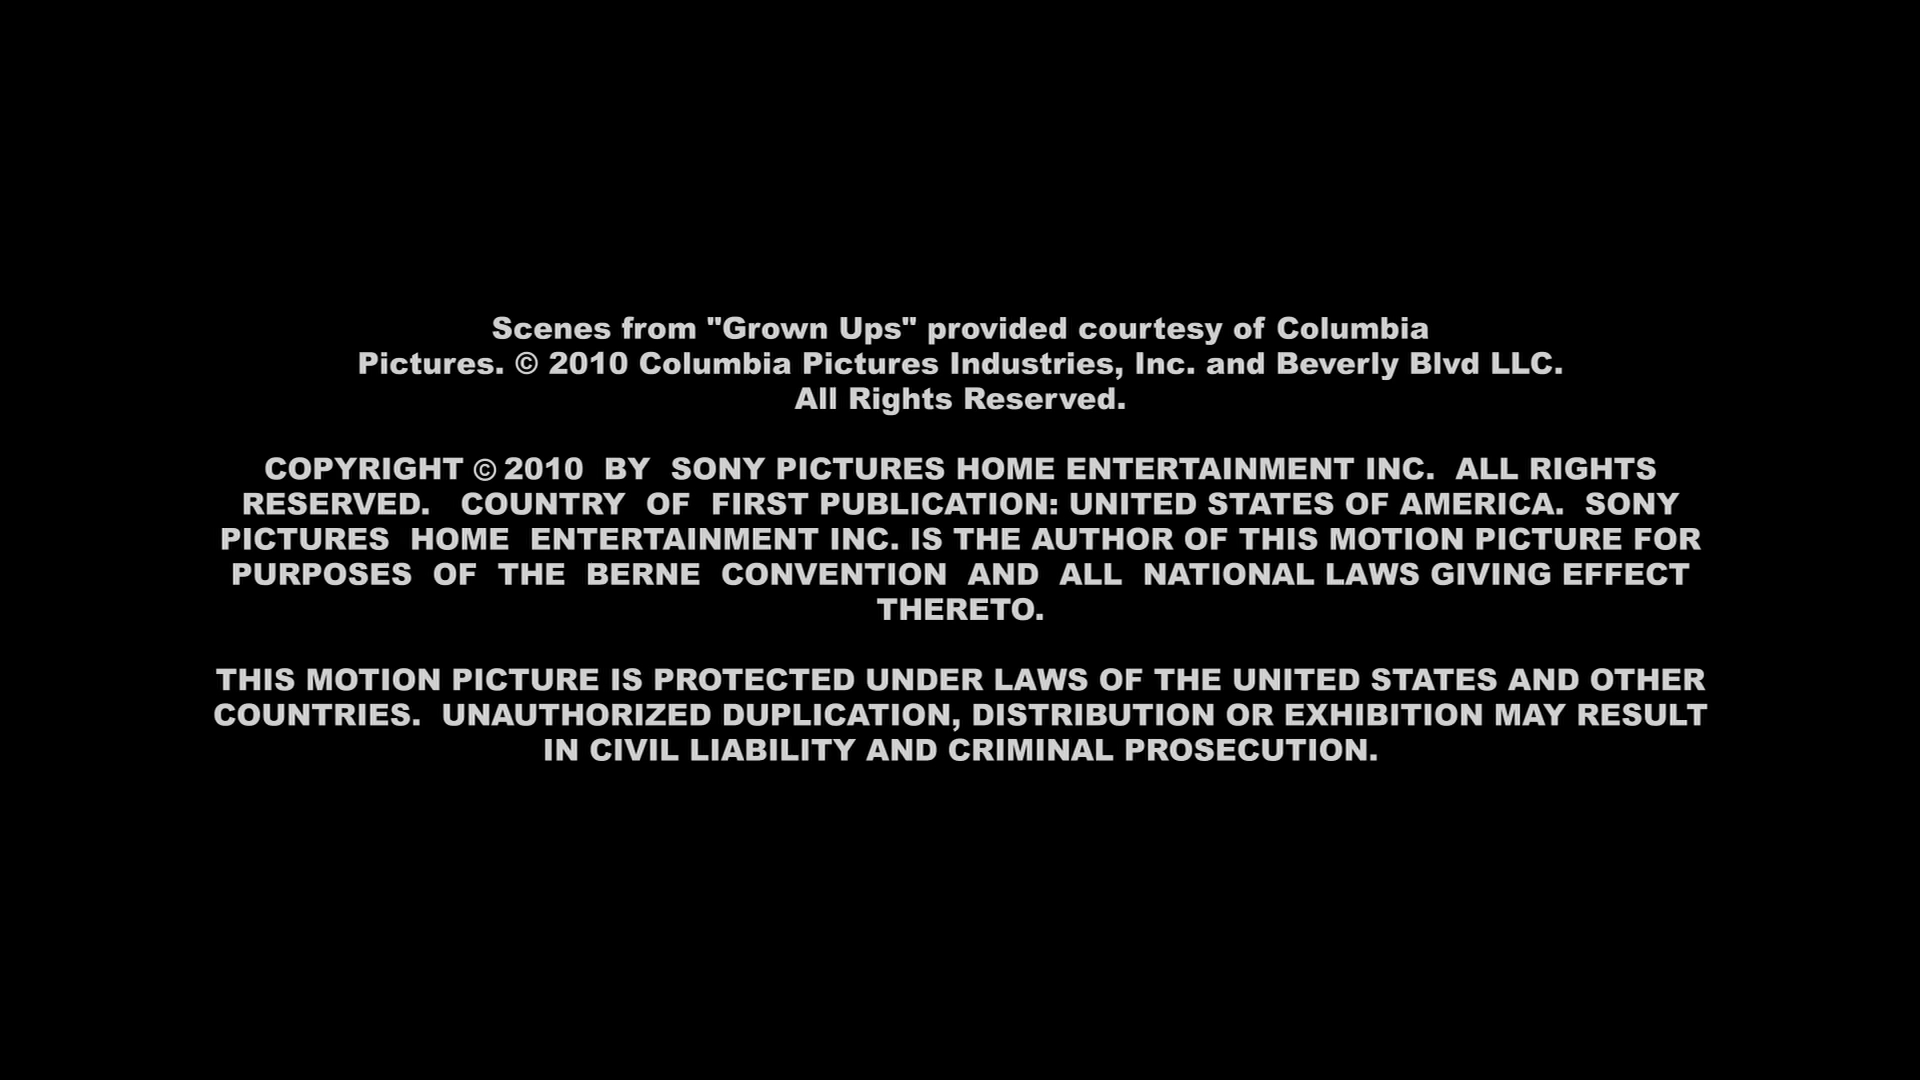 Scenes from "Grown Ups" provided courtesy of Columbia
Pictures. © 2010 Columbia Pictures Industries, Inc. and Beverly Blvd LLC.
All Rights Reserved.
COPYRIGHT © 2010 BY SONY PICTURES HOME ENTERTAINMENT INC. ALL RIGHTS
RESERVED. COUNTRY OF FIRST PUBLICATION: UNITED STATES OF AMERICA. SONY
PICTURES HOME ENTERTAINMENT INC. IS THE AUTHOR OF THIS MOTION PICTURE FOR
PURPOSES OF THE BERNE CONVENTION AND ALL NATIONAL LAWS GIVING EFFECT
THERETO.
THIS MOTION PICTURE IS PROTECTED UNDER LAWS OF THE UNITED STATES AND OTHER
COUNTRIES. UNAUTHORIZED DUPLICATION, DISTRIBUTION OR EXHIBITION MAY RESULT
IN CIVIL LIABILITY AND CRIMINAL PROSECUTION.